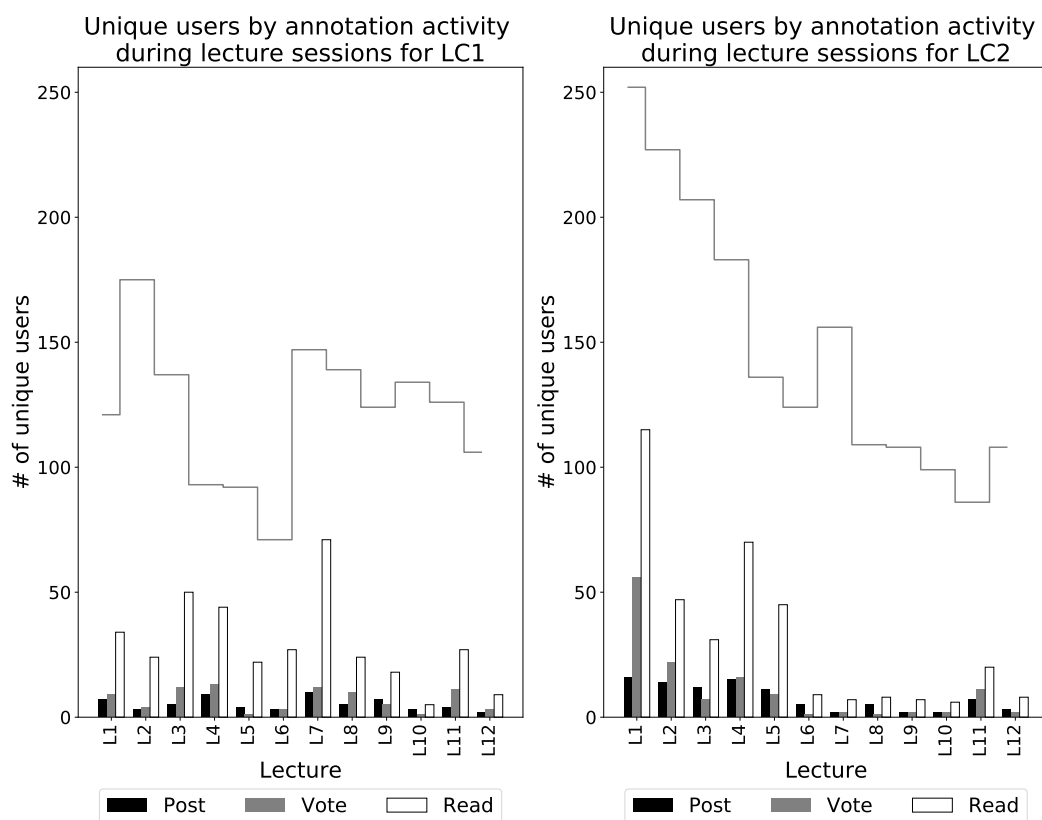 Unique users by annotation activity
during lecture sessions for LC1
250
200
150
100
50
0
# of unique users
L1 L2 L3 L4 L5 L6 L7 L8 L9 L10 L11 L12
Lecture
Post Vote Read
Unique users by annotation activity
during lecture sessions for LC2
250
200
150
100
50
0
# of unique users
L1 L2 L3 L4 L5 L6 L7 L8 L9 L10 L11 L12
Lecture
Post Vote Read